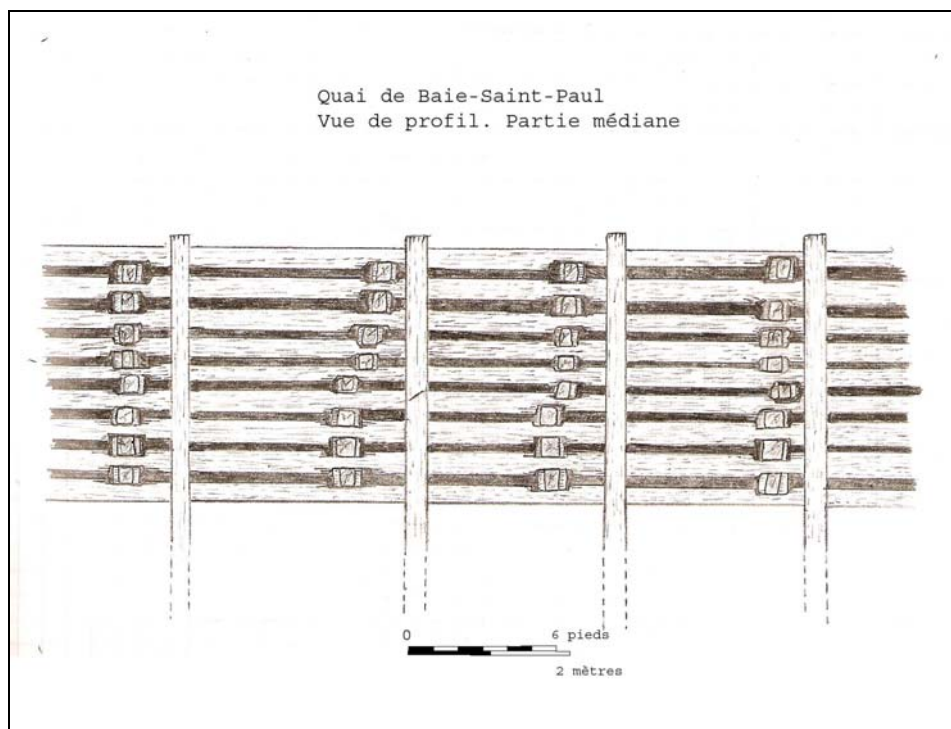 Quai de Baie-Saint-Paul
Vue de profil. Partie médiane
0 6 pieds
2 mètres